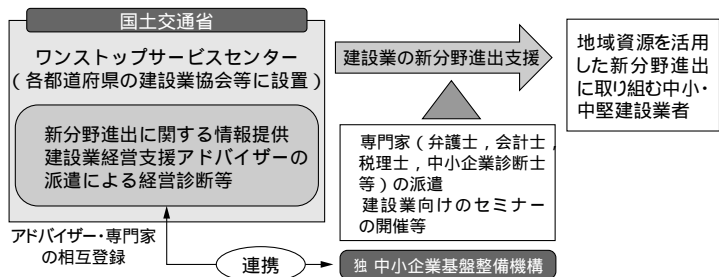 国土交通省
ワンストップサービスセンター
（各都道府県の建設業協会等に設置）
新分野進出に関する情報提供
建設業経営支援アドバイザーの
派遣による経営診断等
アドバイザー・専門家
の相互登録
連携
建設業の新分野進出支援
専門家（弁護士，会計士，
税理士，中小企業診断士
等）の派遣
建設業向けのセミナー
の開催等
独 中小企業基盤整備機構
地域資源を活用
した新分野進出
に取り組む中小・
中堅建設業者